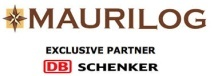 MAURILOG
EXCLUSIVE PARTNER
DB SCHENKER